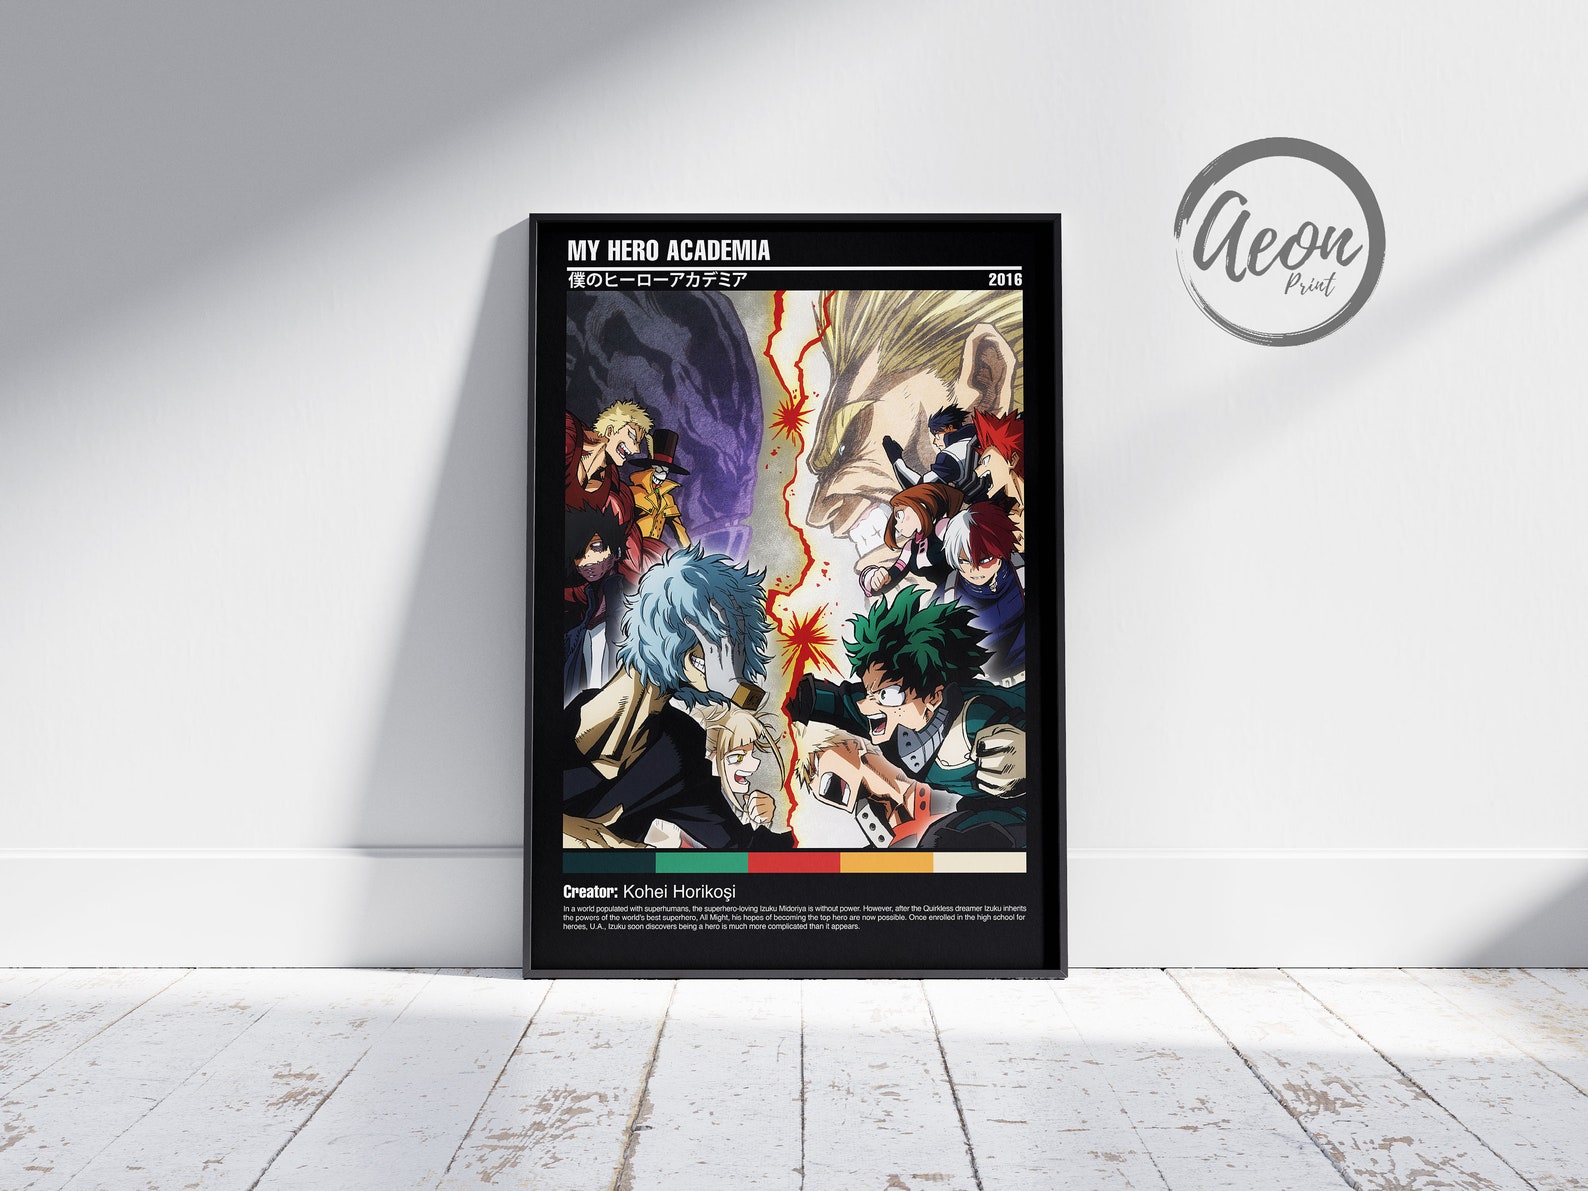 MY HERO ACADEMIA
僕のヒーローアカデミア
2016
Creator: Kohei Horikoşi
In a world populated with superhumans, the superhero-loving Izuku Midoriya is without power. However, after the Quirkless dreamer Izuku inherits
the powers of the world's best superhero, All Might, his hopes of becoming the top hero are now possible. Once enrolled in the high school for
heroes, U.A., Izuku soon discovers being a hero is much more complicated than it appears.
aeon
Print